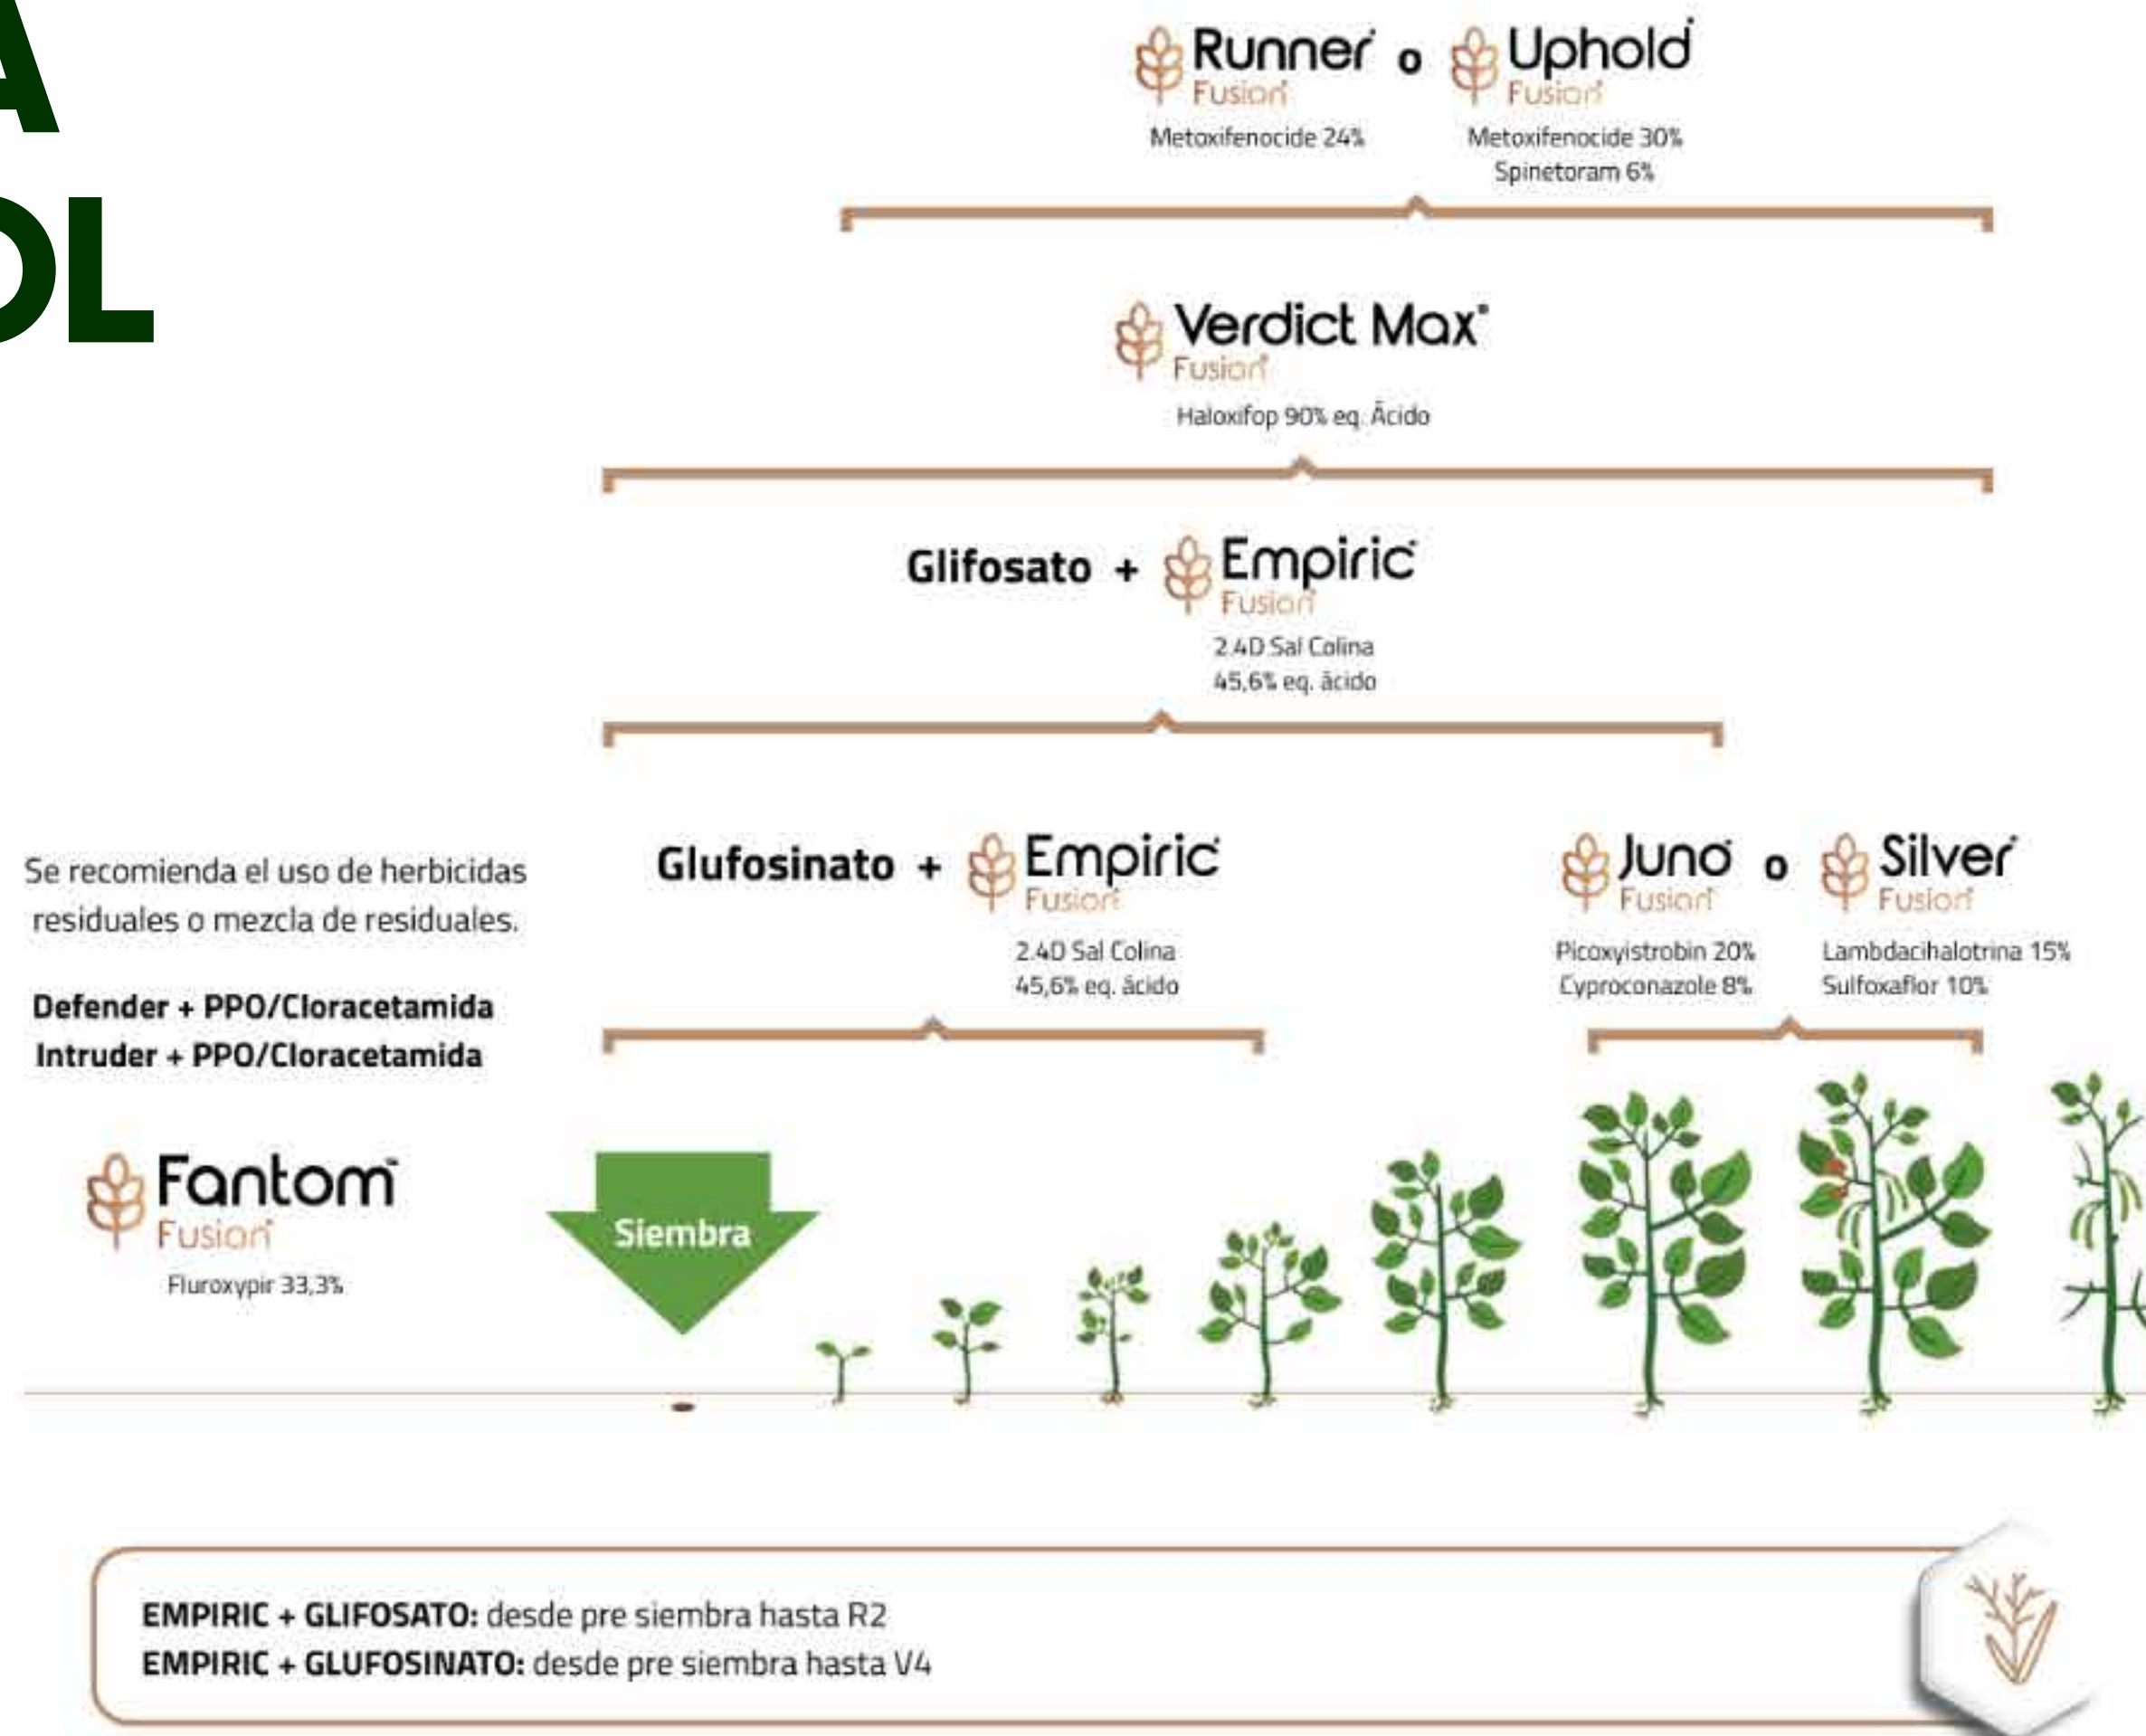 A
OL
Runner o Uphold
Fusion Fusion
Metoxifenocide 24% Metoxifenocide 30%
Spinetoram 6%
Verdict Max
Fusion
Haloxifop 90% eq. Ácido
Glifosato + Empiric
Fusion
2.4D Sal Colina
45,6% eq. ácido
Se recomienda el uso de herbicidas
residuales o mezcla de residuales.
Defender + PPO/Cloracetamida
Intruder + PPO/Cloracetamida
Glufosinato + Empiric
Fusion
2.4D Sal Colina
45,6% eq. ácido
Juno o Silver
Fusion Fusion
Picoxyistrobin 20% Lambdacihalotrina 15%
Cyproconazole 8% Sulfoxaflor 10%
Fantom
Fusion
Fluroxypir 33,3%
Siembra
EMPIRIC + GLIFOSATO: desde pre siembra hasta R2
EMPIRIC + GLUFOSINATO: desde pre siembra hasta V4